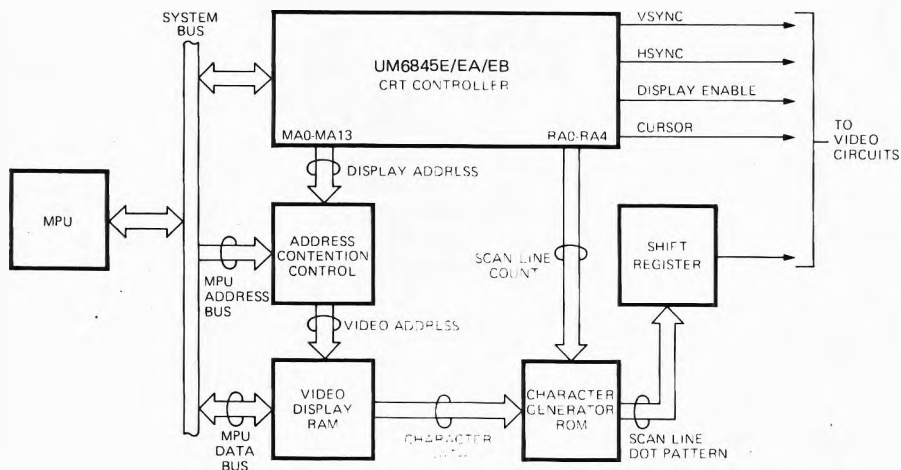 SYSTEM
BUS
UM6845E/EA/EB
CRT CONTROLLER
MA0-MA13
RA0-RA4
VSYNC
HSYNC
DISPLAY ENABLE
CURSOR
TO
VIDEO
CIRCUITS
DISPLAY ADDRESS
MPU
ADDRESS
CONTENTION
CONTROL
MPU
ADDRESS
BUS
SCAN LINE
COUNT
SHIFT
REGISTER
VIDEO ADDRESS
VIDEO
DISPLAY
RAM
MPU
DATA
BUS
CHARACTER
CHARACTER
GENERATOR
ROM
SCAN LINE
DOT PATTERN